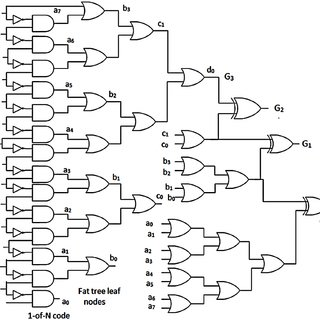 a₇
b₃
c₁
a₆
d₀
G₃
a₅
b₂
G₂
a₄
c₁
c₀
G₁
b₃
b₂
a₃
b₁
b₁
b₀
c₀
a₂
a₀
a₁
a₁
a₂
a₃
b₀
a₄
a₅
Fat tree leaf
nodes
a₆
a₇
a₀
1-of-N code